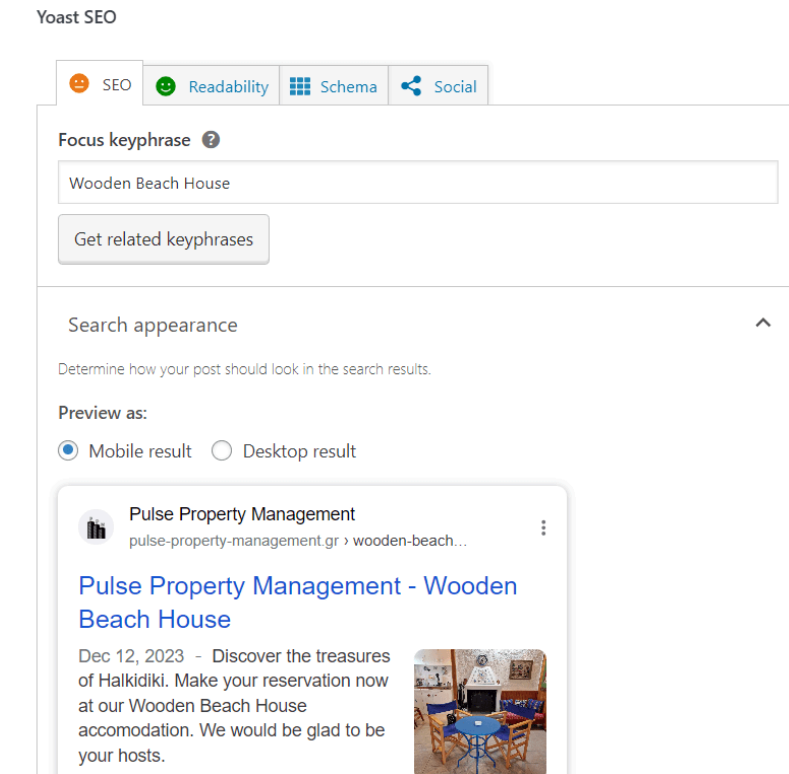 Yoast SEO
SEO
Readability
Schema
Social
Focus keyphrase ?
Wooden Beach House
Get related keyphrases
Search appearance
Determine how your post should look in the search results.
Preview as:
Mobile result
Desktop result
Pulse Property Management
pulse-property-management.gr › wooden-beach…
Pulse Property Management - Wooden
Beach House
Dec 12, 2023 - Discover the treasures
of Halkidiki. Make your reservation now
at our Wooden Beach House
accomodation. We would be glad to be
your hosts.